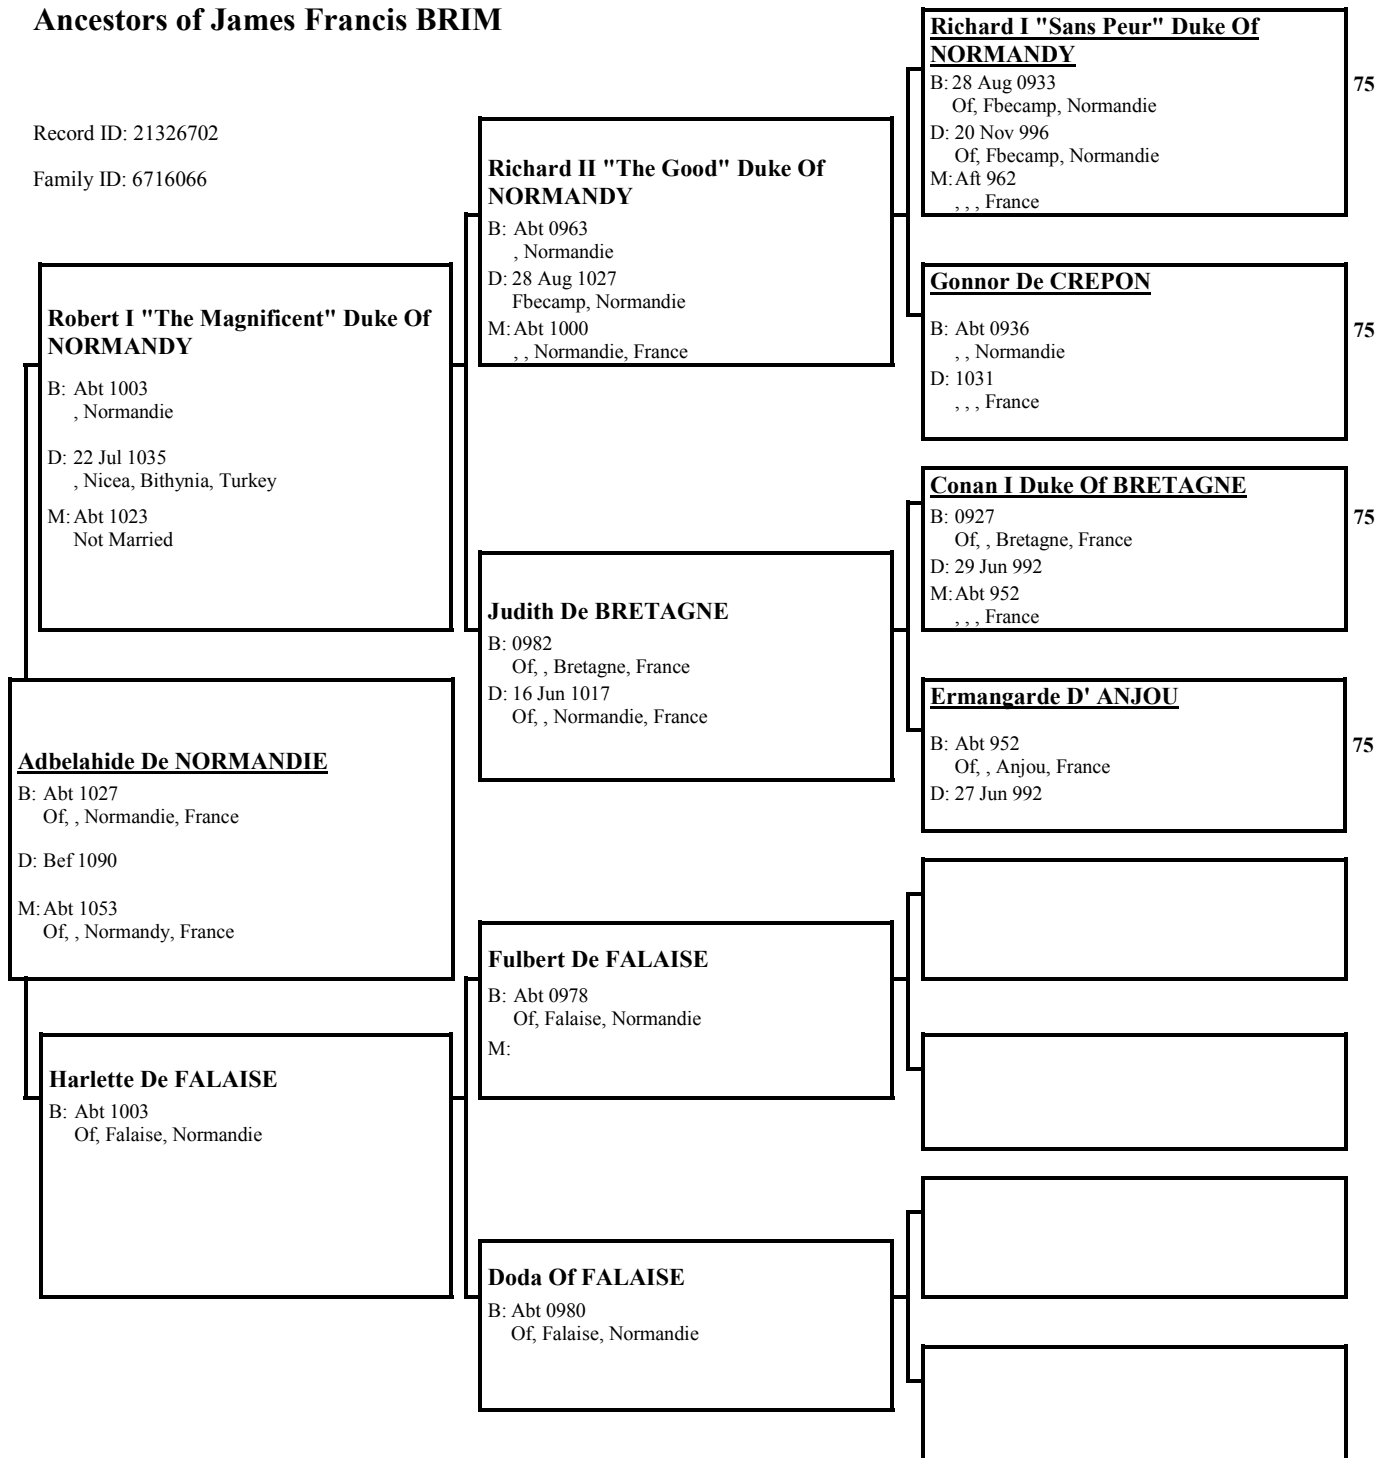 Ancestors of James Francis BRIM
Record ID: 21326702
Family ID: 6716066
Adbelahide De NORMANDIE
B: Abt 1027
Of, , Normandie, France
D: Bef 1090
M: Abt 1053
Of, , Normandy, France
Robert I "The Magnificent" Duke Of
NORMANDY
B: Abt 1003
, Normandie
D: 22 Jul 1035
, Nicea, Bithynia, Turkey
M: Abt 1023
Not Married
Harlette De FALAISE
B: Abt 1003
Of, Falaise, Normandie
Richard II "The Good" Duke Of
NORMANDY
B: Abt 0963
, Normandie
D: 28 Aug 1027
Fbecamp, Normandie
M: Abt 1000
, , Normandie, France
Judith De BRETAGNE
B: 0982
Of, , Bretagne, France
D: 16 Jun 1017
Of, , Normandie, France
Fulbert De FALAISE
B: Abt 0978
Of, Falaise, Normandie
M:
Doda Of FALAISE
B: Abt 0980
Of, Falaise, Normandie
Richard I "Sans Peur" Duke Of
NORMANDY
B: 28 Aug 0933
Of, Fbecamp, Normandie
D: 20 Nov 996
Of, Fbecamp, Normandie
M: Aft 962
, , , France
75
Gonnor De CREPON
B: Abt 0936
, , Normandie
D: 1031
, , , France
75
Conan I Duke Of BRETAGNE
B: 0927
Of, , Bretagne, France
D: 29 Jun 992
M: Abt 952
, , , France
75
Ermangarde D' ANJOU
B: Abt 952
Of, , Anjou, France
D: 27 Jun 992
75